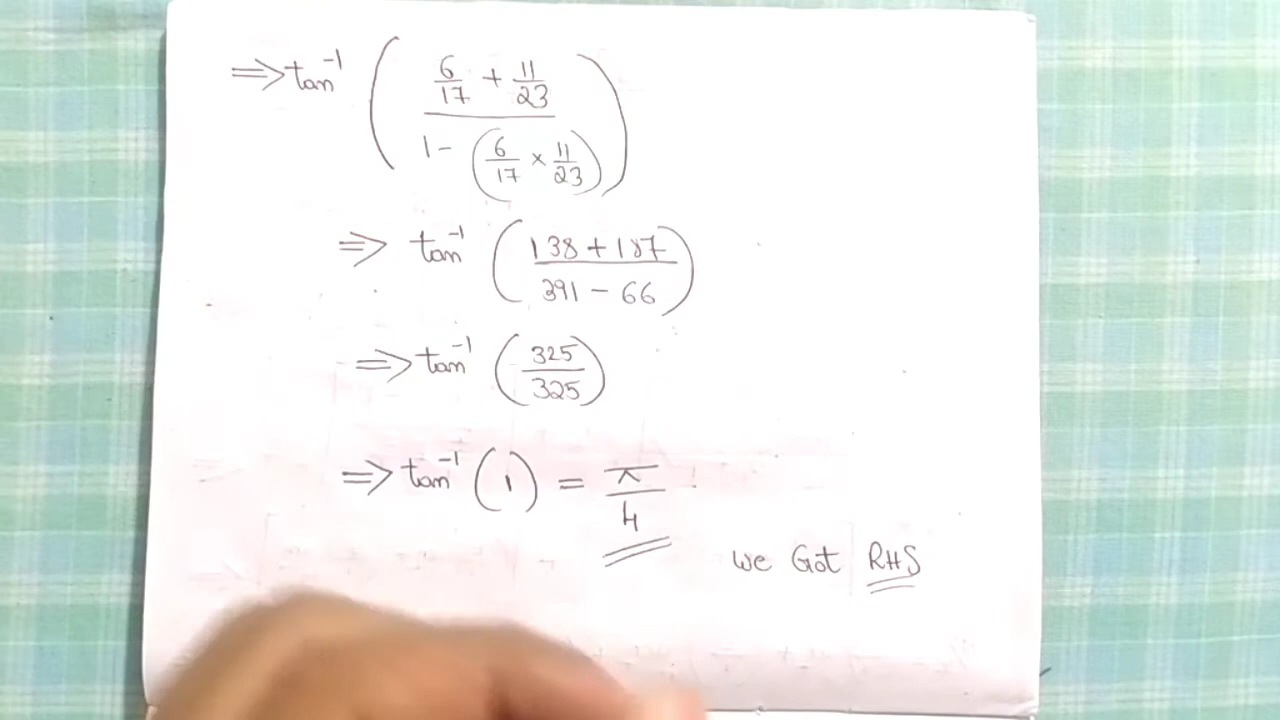 ⇒ tan⁻¹ ( (6/17 + 11/23) / (1 - (6/17 × 11/23)) )
⇒ tan⁻¹ ( (138 + 187) / (391 - 66) )
⇒ tan⁻¹ (325/325)
⇒ tan⁻¹ (1) = π/4
we Got RHS